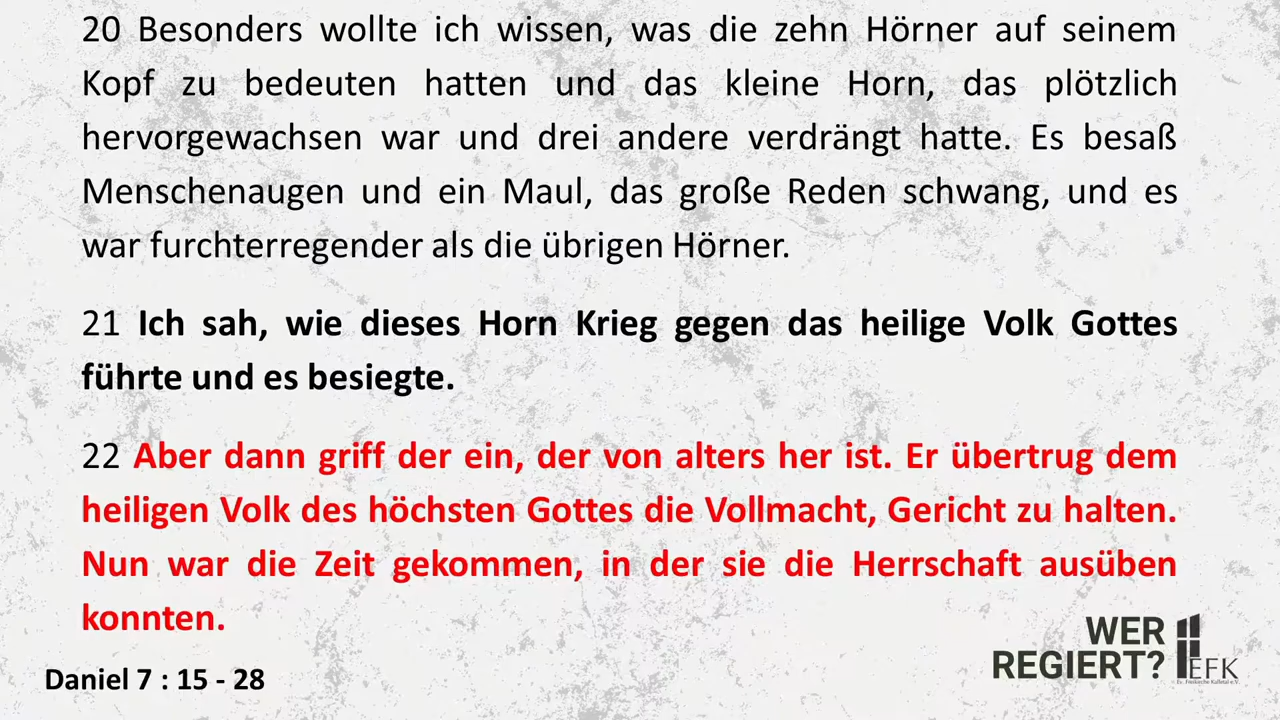 20 Besonders wollte ich wissen, was die zehn Hörner auf seinem
Kopf zu bedeuten hatten und das kleine Horn, das plötzlich
hervorgewachsen war und drei andere verdrängt hatte. Es besaß
Menschenaugen und ein Maul, das große Reden schwang, und es
war furchterregender als die übrigen Hörner.
21 Ich sah, wie dieses Horn Krieg gegen das heilige Volk Gottes
führte und es besiegte.
22 Aber dann griff der ein, der von alters her ist. Er übertrug dem
heiligen Volk des höchsten Gottes die Vollmacht, Gericht zu halten.
Nun war die Zeit gekommen, in der sie die Herrschaft ausüben
konnten.
WER
REGIERT?
EFK
Ev. Freikirche Kalletal e.V.
Daniel 7 : 15 - 28